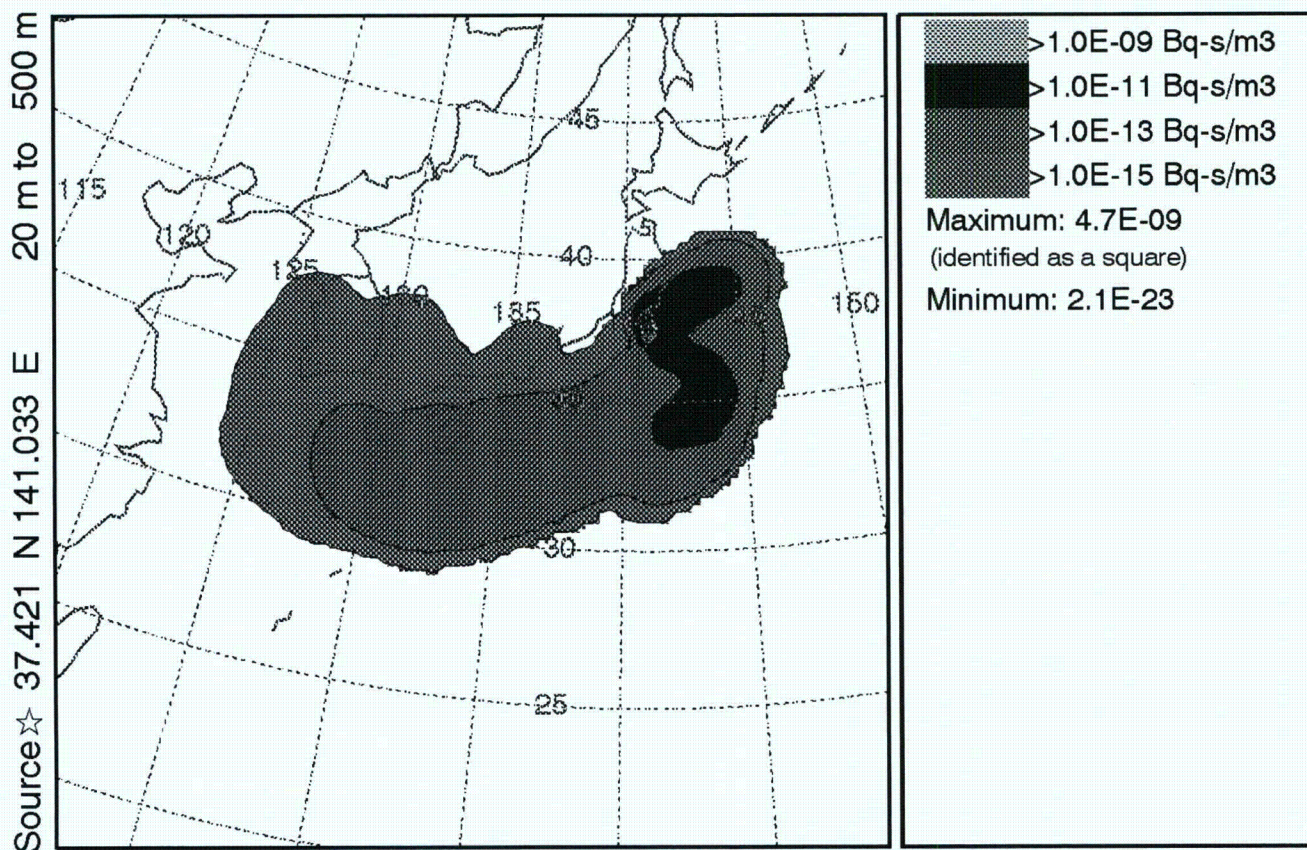 Source☆ 37.421 N 141.033 E 20 m to 500 m
115
120
125
130
135
150
45
40
30
25
>1.0E-09 Bq-s/m3
>1.0E-11 Bq-s/m3
>1.0E-13 Bq-s/m3
>1.0E-15 Bq-s/m3
Maximum: 4.7E-09
(identified as a square)
Minimum: 2.1E-23